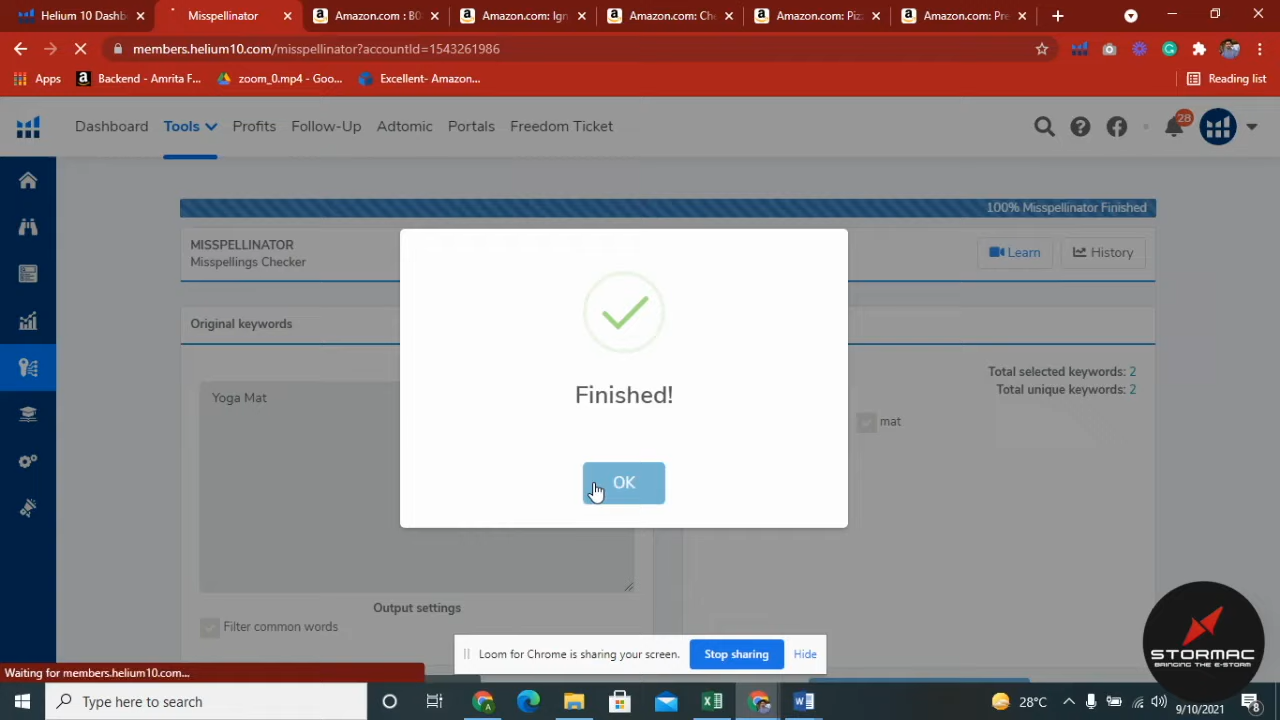 Helium 10 Dashb
Misspellinator
Amazon.com : B0
Amazon.com: Ign
Amazon.com: Che
Amazon.com: Piz
Amazon.com: Pre
members.helium10.com/misspellinator?accountId=1543261986
Apps
Backend - Amrita F...
zoom_0.mp4 - Goo...
Excellent- Amazon...
Reading list
Dashboard
Tools
Profits
Follow-Up
Adtomic
Portals
Freedom Ticket
28
100% Misspellinator Finished
MISSPELLINATOR
Misspellings Checker
Learn
History
Original keywords
Total selected keywords: 2
Total unique keywords: 2
Yoga Mat
mat
Finished!
OK
Output settings
Filter common words
Loom for Chrome is sharing your screen.
Stop sharing
Hide
STORMAC
BRINGING THE E-STORM
Waiting for members.helium10.com...
Type here to search
28°C
9/10/2021
8